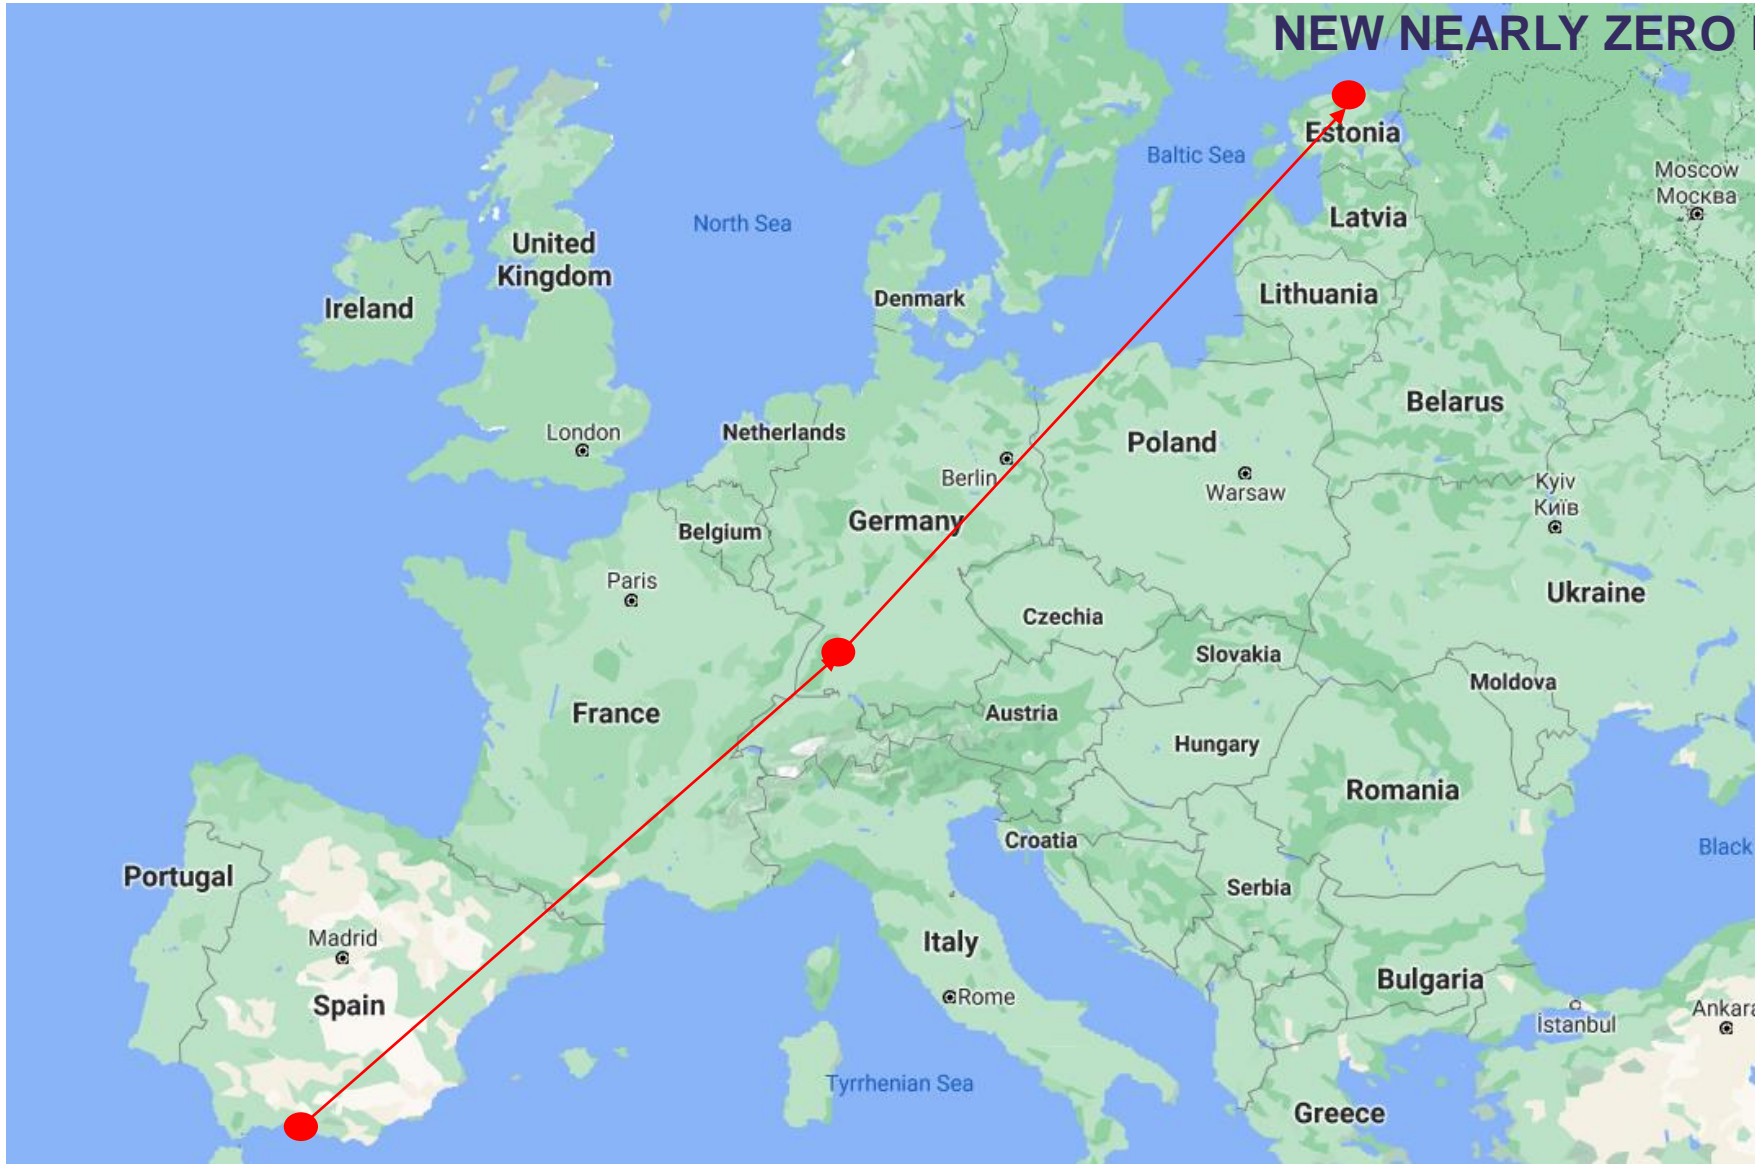 NEW NEARLY ZERO
Estonia
Baltic Sea
Moscow
Москва
North Sea
Latvia
United
Kingdom
Ireland
Denmark
Lithuania
Belarus
London
Netherlands
Poland
Berlin
Warsaw
Kyiv
Київ
Germany
Belgium
Paris
Ukraine
Czechia
Slovakia
Moldova
France
Austria
Hungary
Romania
Croatia
Black
Portugal
Serbia
Madrid
Italy
Spain
Bulgaria
Rome
İstanbul
Ankara
Tyrrhenian Sea
Greece